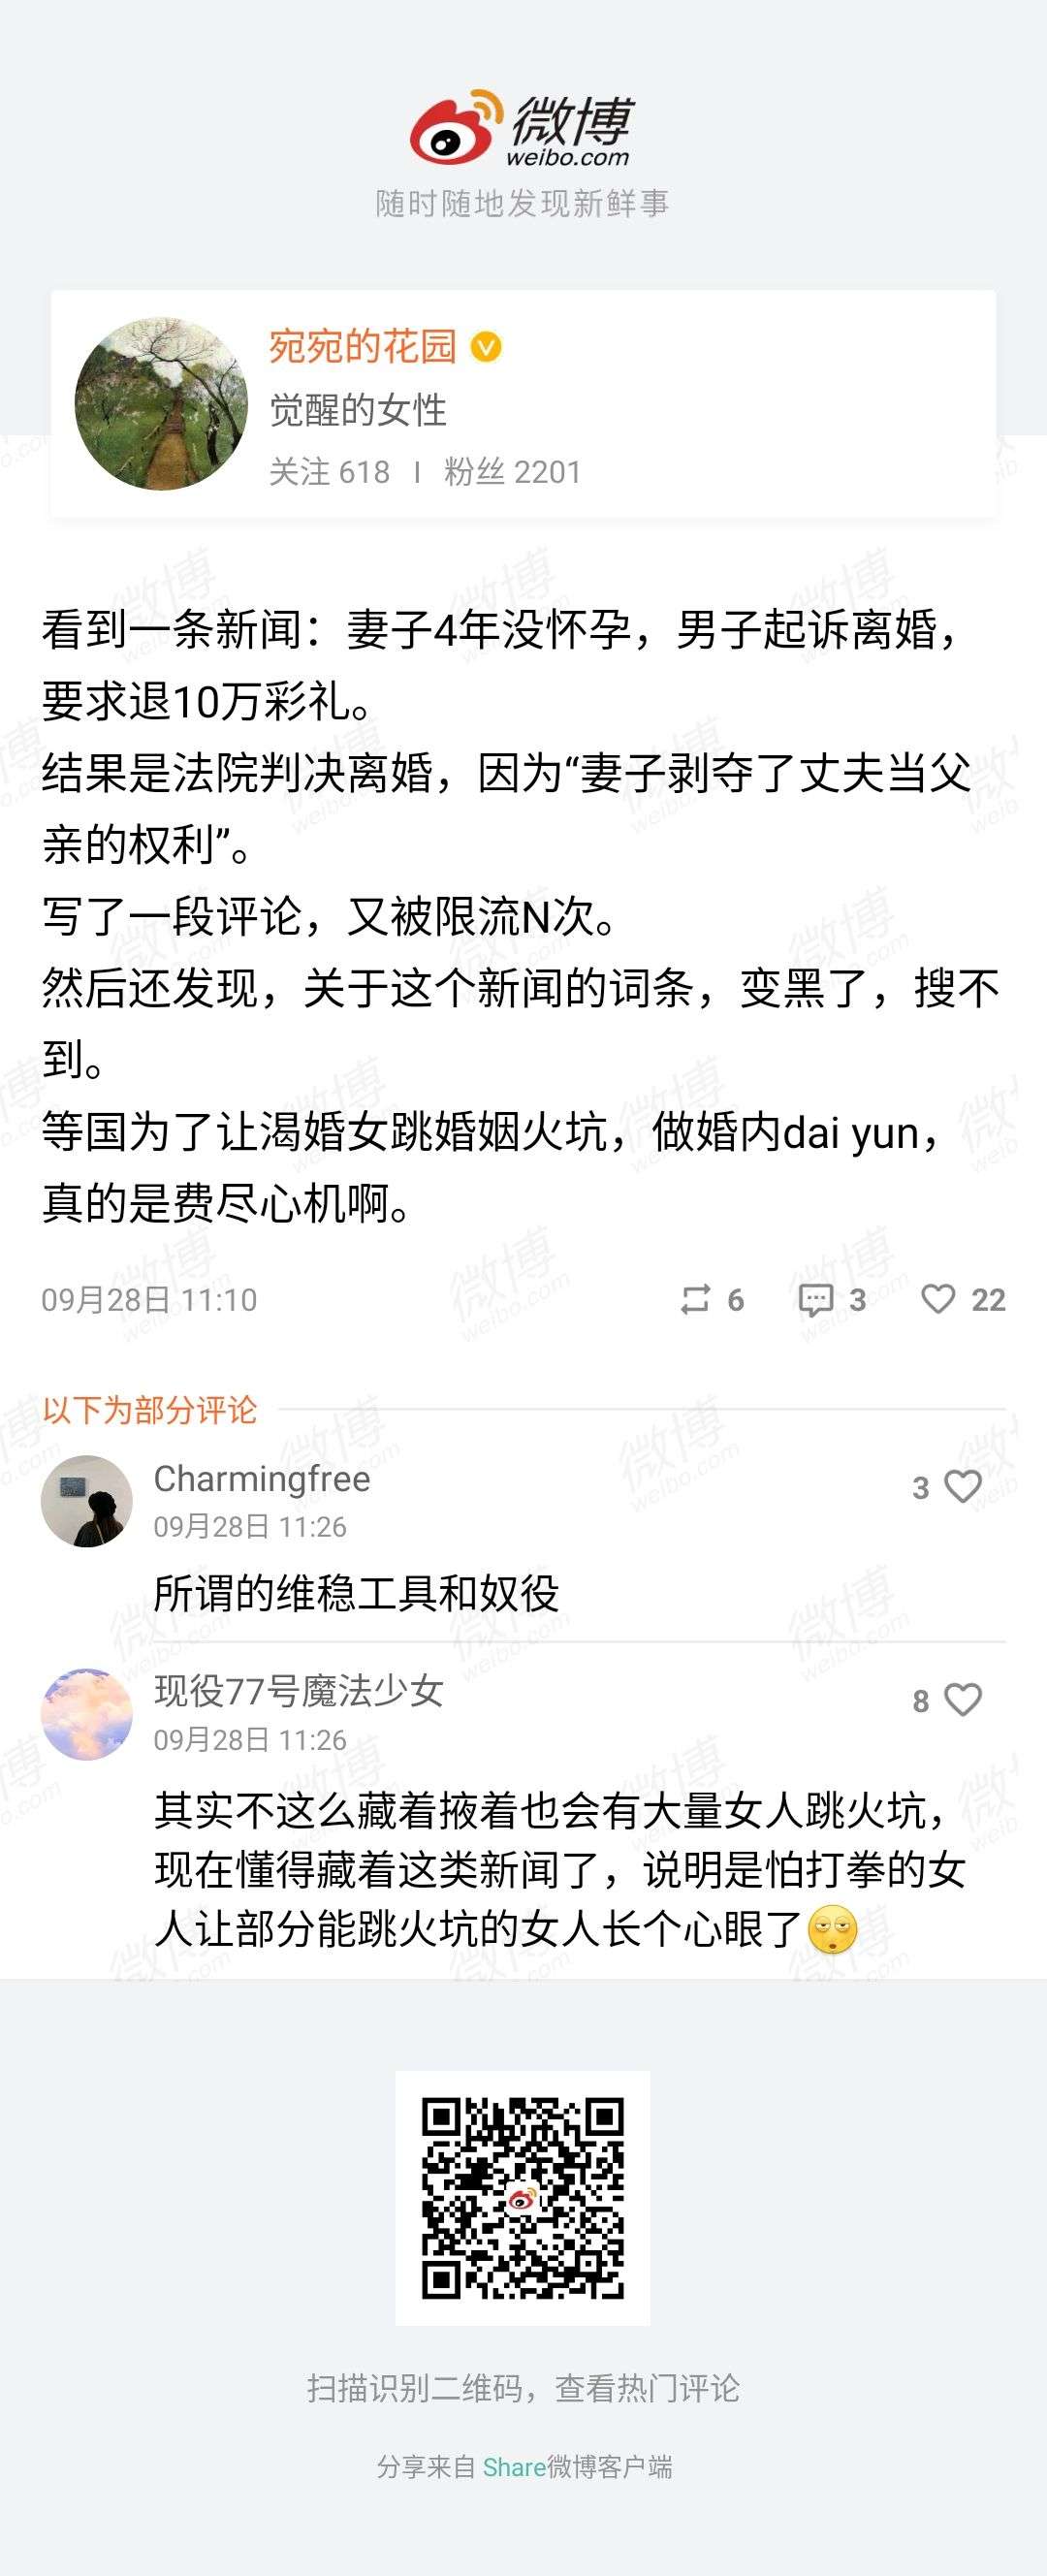 微博
weibo.com
随时随地发现新鲜事
宛宛的花园
觉醒的女性
关注 618 | 粉丝 2201
看到一条新闻：妻子4年没怀孕，男子起诉离婚，
要求退10万彩礼。
结果是法院判决离婚，因为“妻子剥夺了丈夫当父
亲的权利”。
写了一段评论，又被限流N次。
然后还发现，关于这个新闻的词条，变黑了，搜不
到。
等国为了让渴婚女跳婚姻火坑，做婚内dai yun，
真的是费尽心机啊。
09月28日 11:10 6 3 22
以下为部分评论
Charmingfree 3
09月28日 11:26
所谓的维稳工具和奴役
现役77号魔法少女 8
09月28日 11:26
其实不这么藏着掖着也会有大量女人跳火坑，
现在懂得藏着这类新闻了，说明是怕打拳的女
人让部分能跳火坑的女人长个心眼了
扫描识别二维码，查看热门评论
分享来自 Share微博客户端